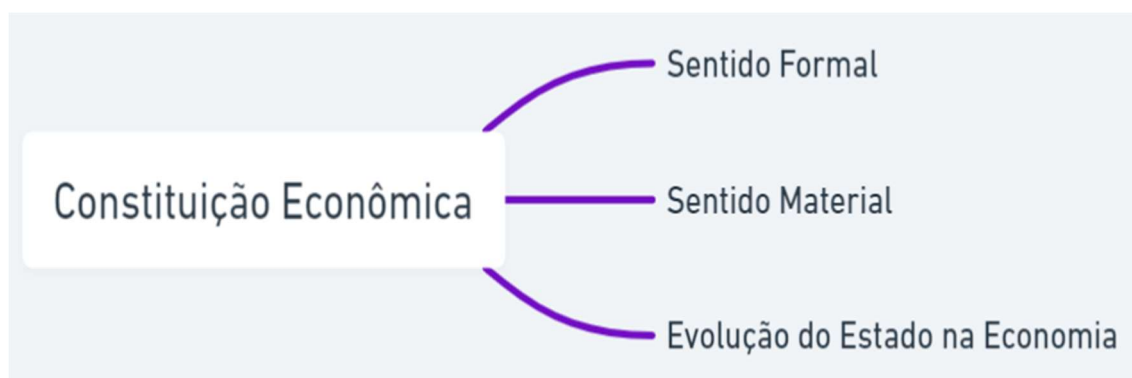 Sentido Formal
Constituição Econômica
Sentido Material
Evolução do Estado na Economia